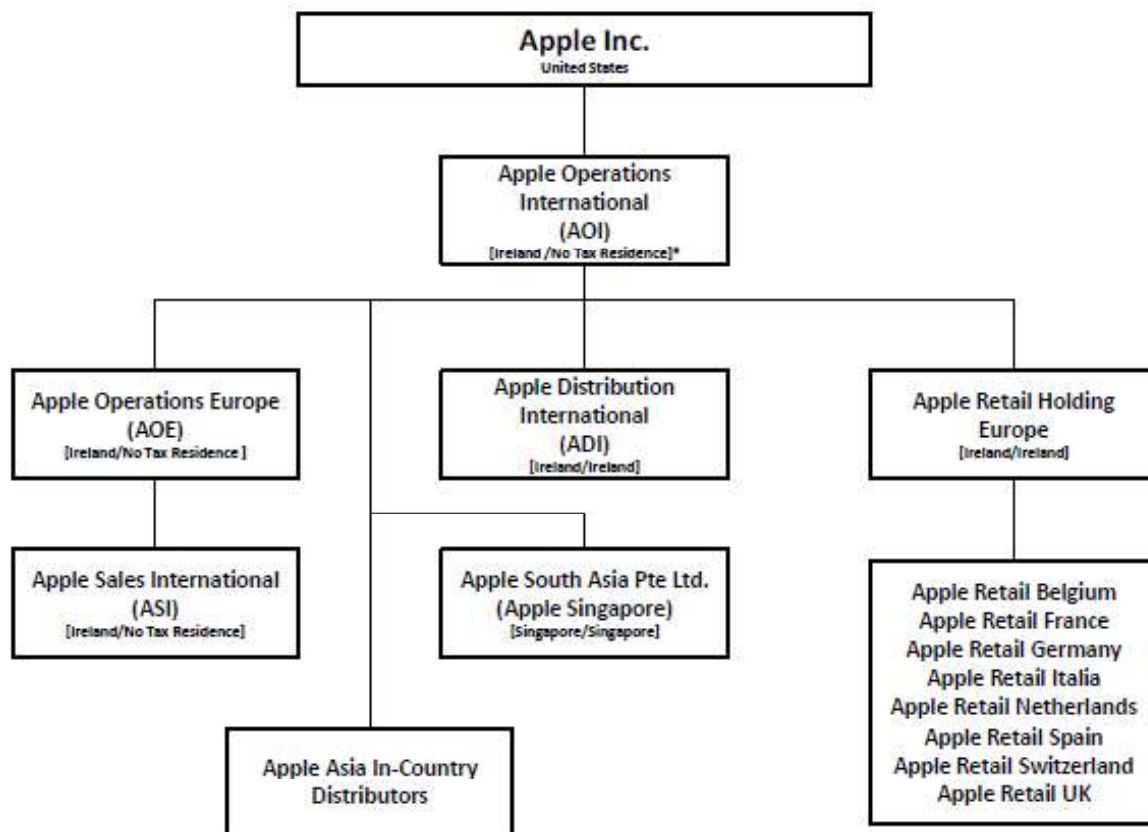 Apple Inc.
United States
Apple Operations
International
(AOI)
[Ireland /No Tax Residence]*
Apple Operations Europe
(AOE)
[Ireland/No Tax Residence ]
Apple Distribution
International
(ADI)
[Ireland/Ireland]
Apple Retail Holding
Europe
[Ireland/Ireland]
Apple Sales International
(ASI)
[Ireland/No Tax Residence]
Apple South Asia Pte Ltd.
(Apple Singapore)
[Singapore/Singapore]
Apple Retail Belgium
Apple Retail France
Apple Retail Germany
Apple Retail Italia
Apple Retail Netherlands
Apple Retail Spain
Apple Retail Switzerland
Apple Retail UK
Apple Asia In-Country
Distributors